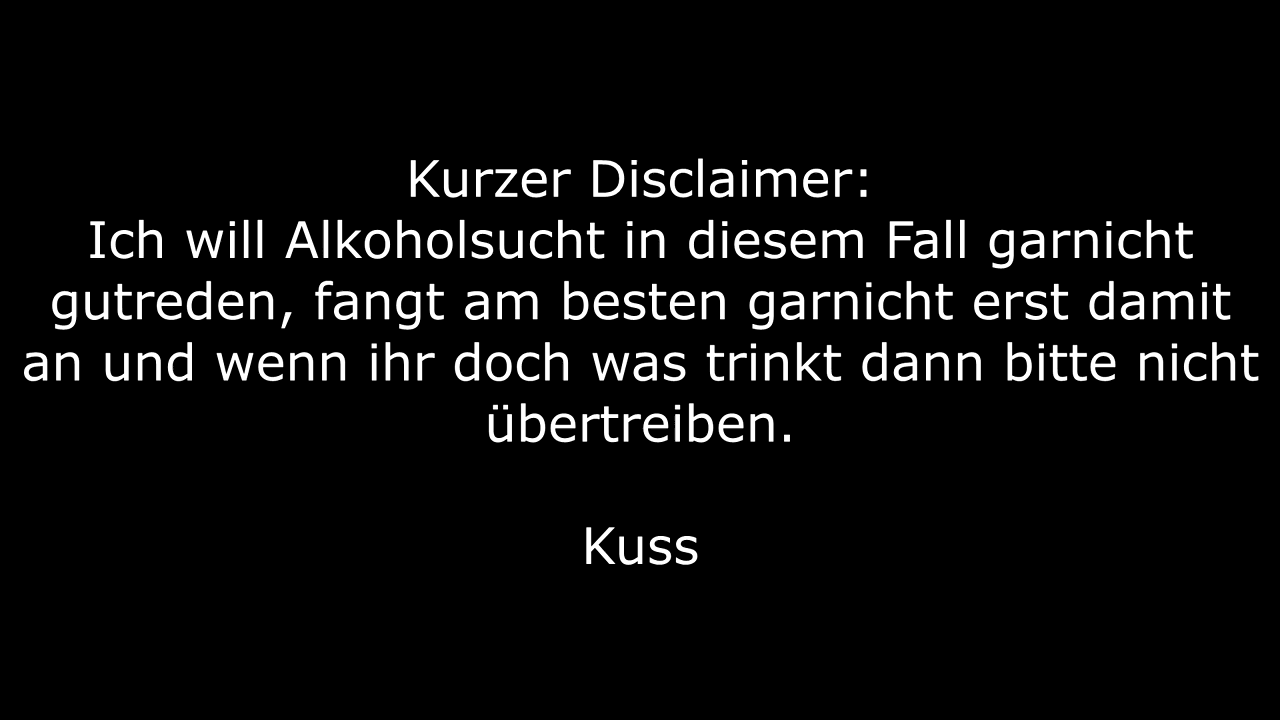 Kurzer Disclaimer:
Ich will Alkoholsucht in diesem Fall garnicht
gutreden, fangt am besten garnicht erst damit
an und wenn ihr doch was trinkt dann bitte nicht
übertreiben.
Kuss